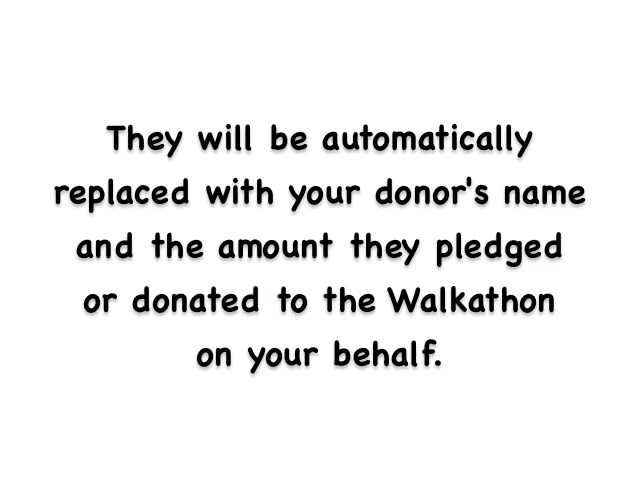 They will be automatically
replaced with your donor's name
and the amount they pledged
or donated to the Walkathon
on your behalf.